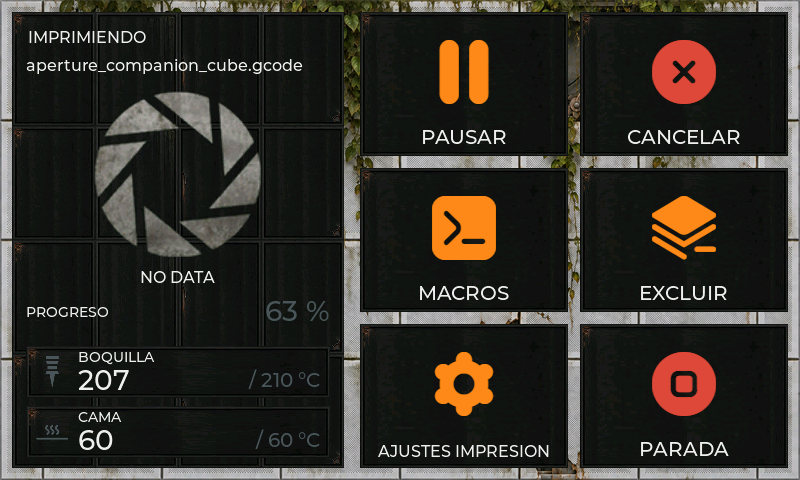 IMPRIMIENDO
aperture_companion_cube.gcode
NO DATA
PROGRESO 63 %
BOQUILLA
207 / 210 °C
CAMA
60 / 60 °C
PAUSAR
CANCELAR
MACROS
EXCLUIR
AJUSTES IMPRESION
PARADA